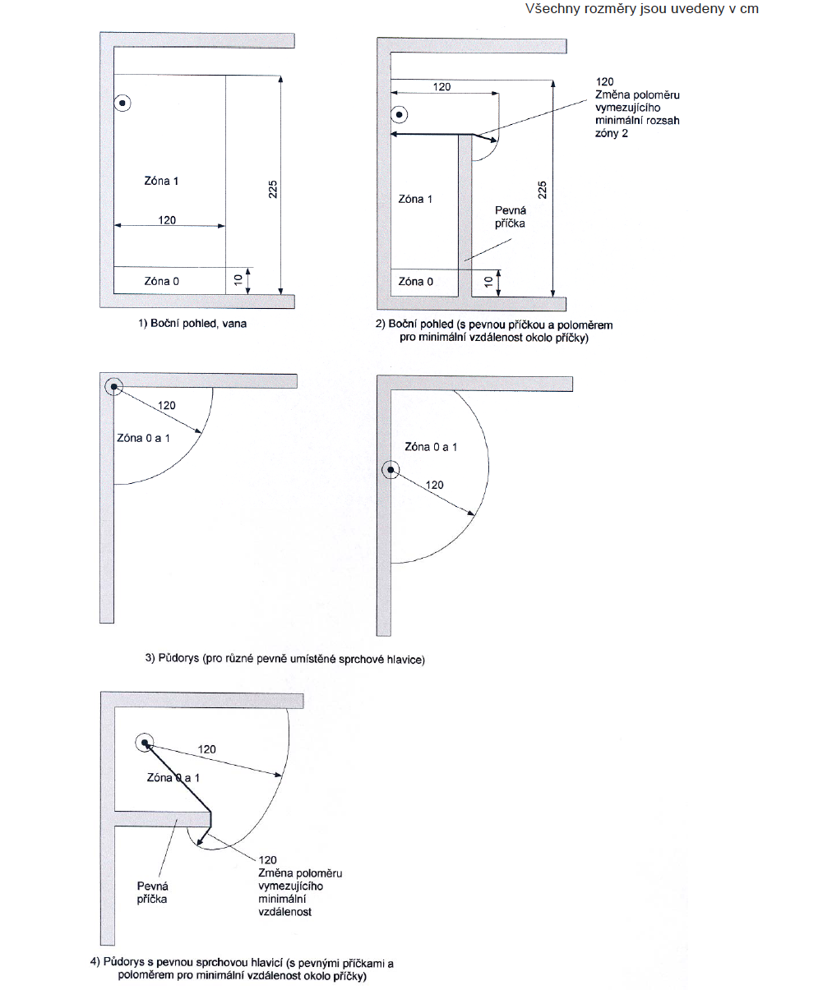 Všechny rozměry jsou uvedeny v cm
Zóna 1
120
225
Zóna 0
10
1) Boční pohled, vana
120
120
Změna poloměru
vymezujícího
minimální rozsah
zóny 2
Zóna 1
225
Pevná
příčka
Zóna 0
10
2) Boční pohled (s pevnou příčkou a poloměrem
pro minimální vzdálenost okolo příčky)
120
Zóna 0 a 1
Zóna 0 a 1
120
3) Půdorys (pro různé pevně umístěné sprchové hlavice)
120
Zóna 0 a 1
Pevná
příčka
120
Změna poloměru
vymezujícího
minimální
vzdálenost
4) Půdorys s pevnou sprchovou hlavicí (s pevnými příčkami a
poloměrem pro minimální vzdálenost okolo příčky)